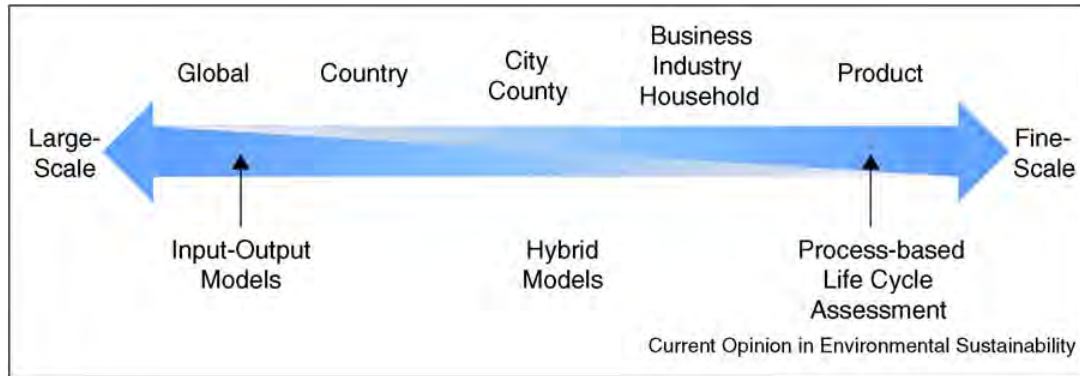 Global
Country
City
County
Business
Industry
Household
Product
Large-
Scale
Fine-
Scale
Input-Output
Models
Hybrid
Models
Process-based
Life Cycle
Assessment
Current Opinion in Environmental Sustainability